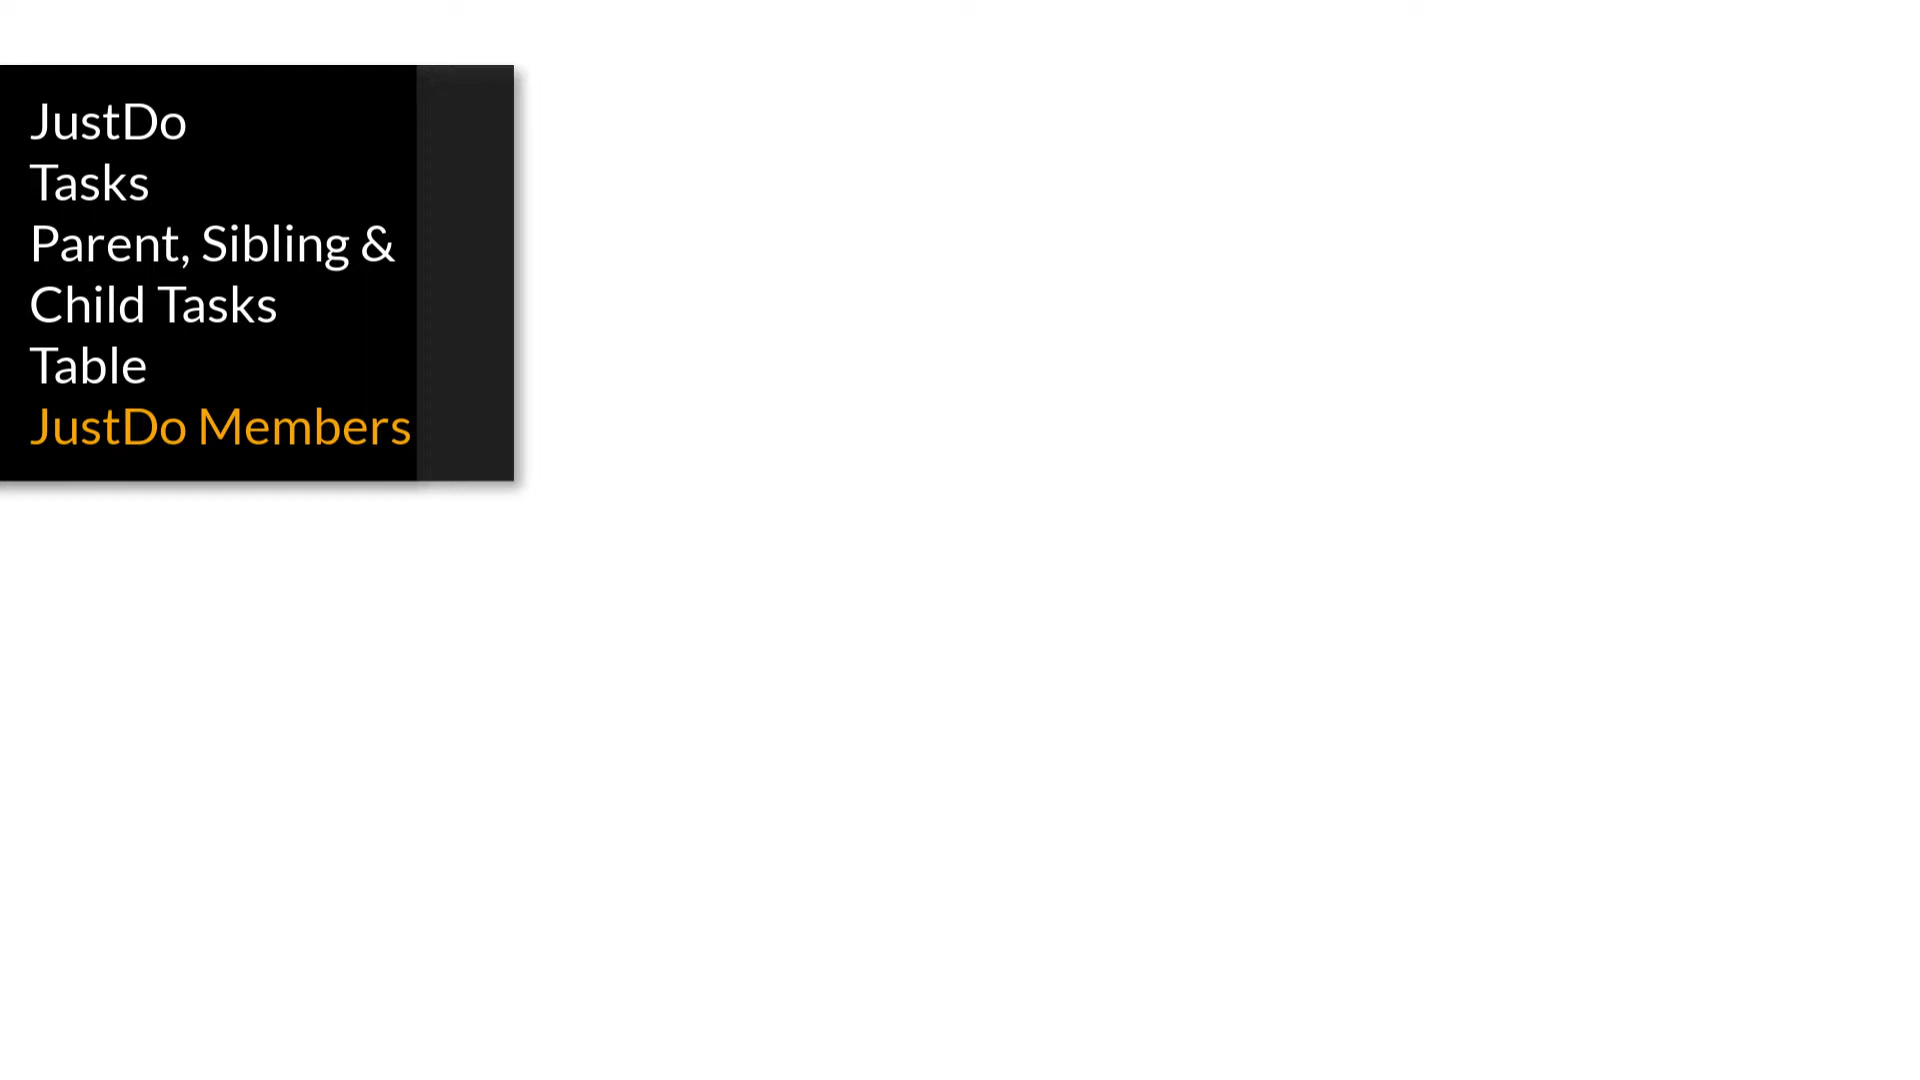 JustDo
Tasks
Parent, Sibling &
Child Tasks
Table
JustDo Members